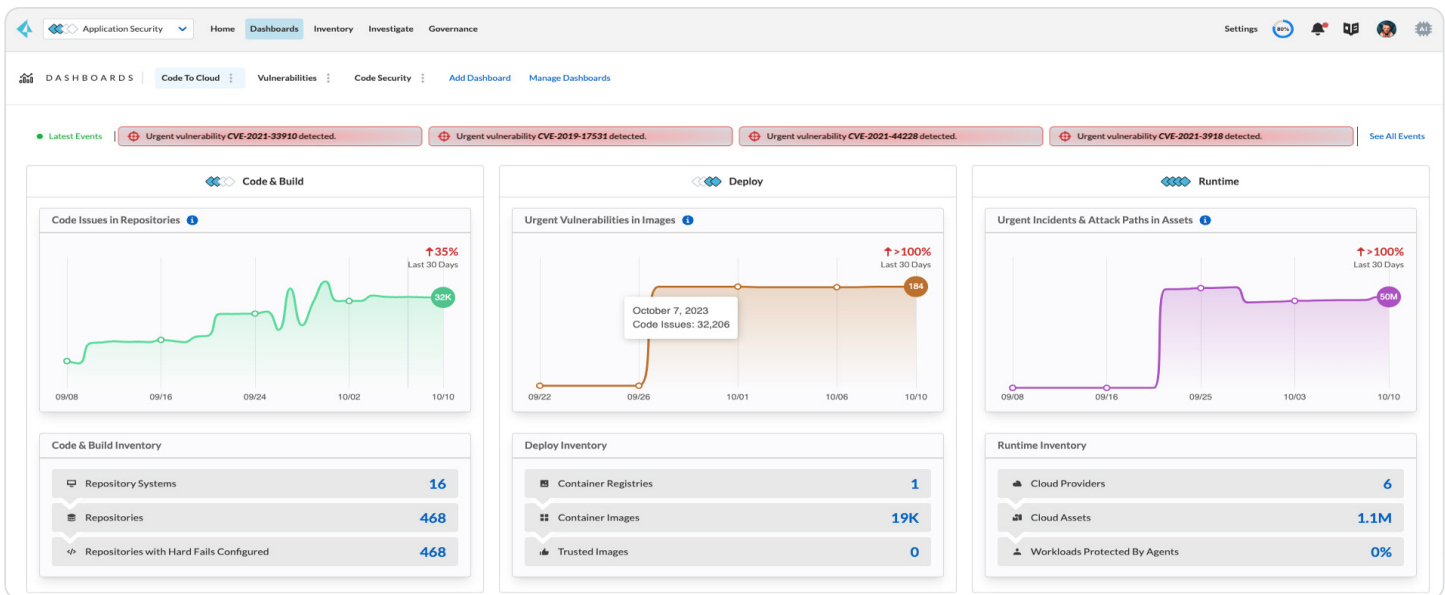 Application Security
Home
Dashboards
Inventory
Investigate
Governance
Settings
80%
AI
DASHBOARDS
Code To Cloud
Vulnerabilities
Code Security
Add Dashboard
Manage Dashboards
Latest Events
Urgent vulnerability CVE-2021-33910 detected.
Urgent vulnerability CVE-2019-17531 detected.
Urgent vulnerability CVE-2021-44228 detected.
Urgent vulnerability CVE-2021-3918 detected.
See All Events
Code & Build
Code Issues in Repositories
35%
Last 30 Days
32K
09/08 09/16 09/24 10/02 10/10
Code & Build Inventory
Repository Systems 16
Repositories 468
Repositories with Hard Fails Configured 468
Deploy
Urgent Vulnerabilities in Images
>100%
Last 30 Days
184
October 7, 2023
Code Issues: 32,206
09/22 09/26 10/01 10/06 10/10
Deploy Inventory
Container Registries 1
Container Images 19K
Trusted Images 0
Runtime
Urgent Incidents & Attack Paths in Assets
>100%
Last 30 Days
50M
09/08 09/16 09/25 10/03 10/10
Runtime Inventory
Cloud Providers 6
Cloud Assets 1.1M
Workloads Protected By Agents 0%